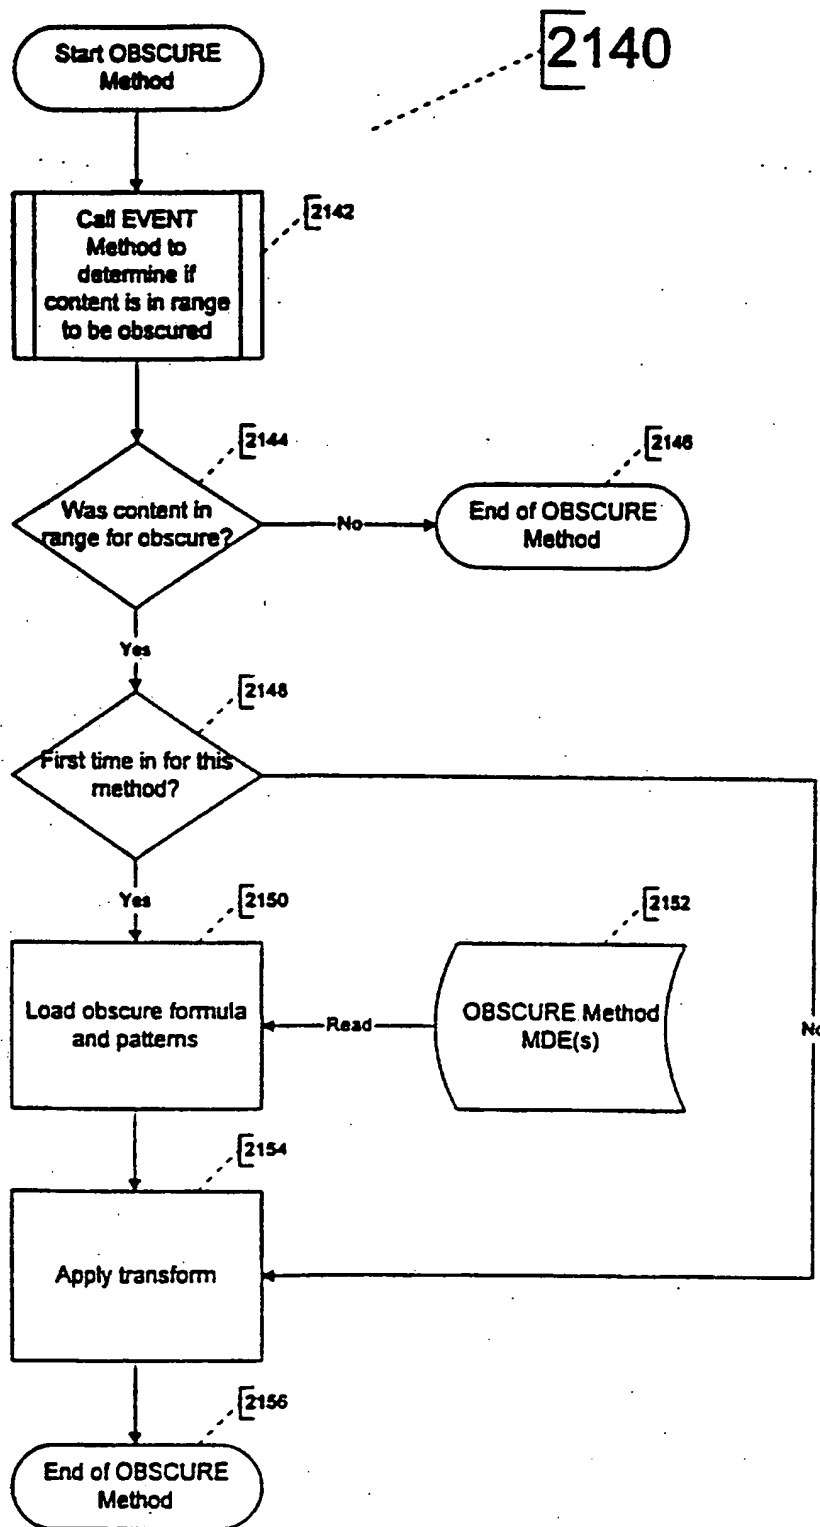 2140
Start OBSCURE
Method
2142
Call EVENT
Method to
determine if
content is in range
to be obscured
2144
Was content in
range for obscure?
No
2146
End of OBSCURE
Method
Yes
2148
First time in for this
method?
Yes
No
2150
Load obscure formula
and patterns
Read
2152
OBSCURE Method
MDE(s)
2154
Apply transform
2156
End of OBSCURE
Method